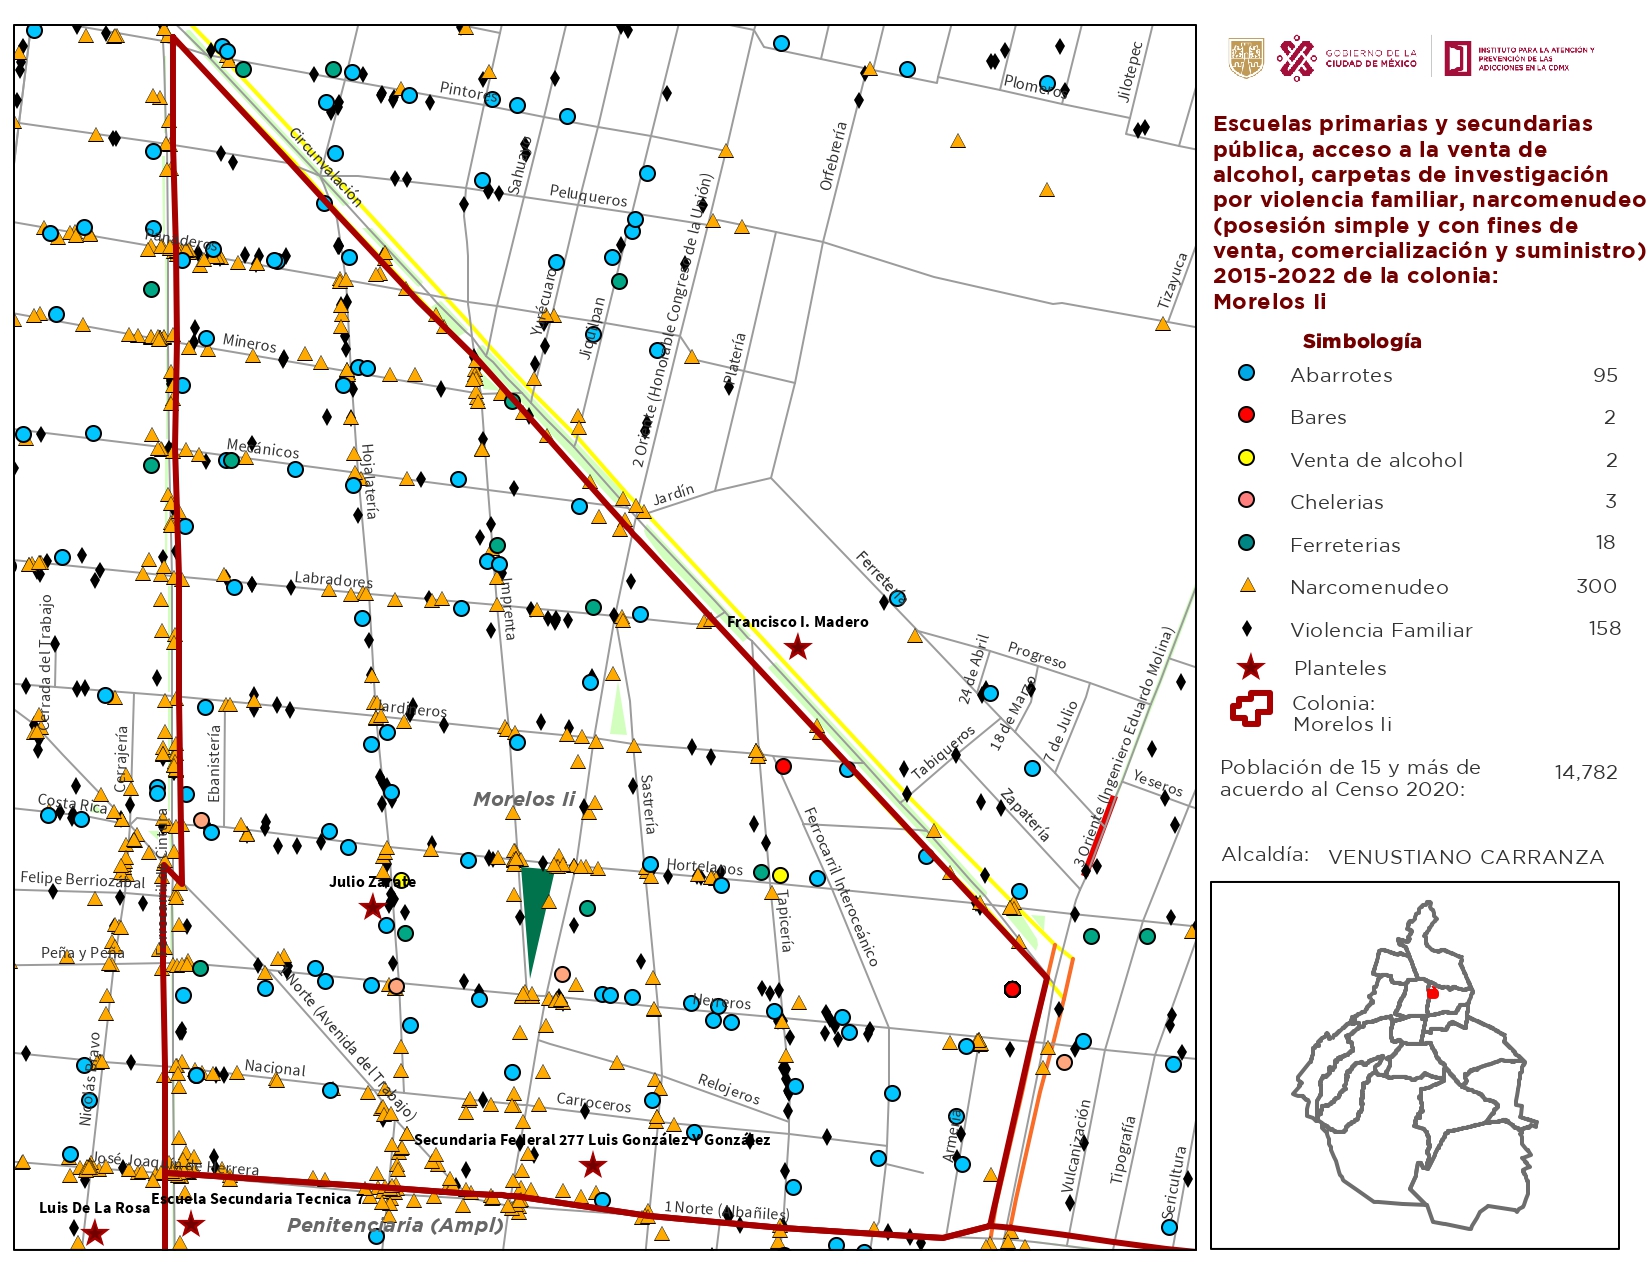 GOBIERNO DE LA
CIUDAD DE MÉXICO
INSTITUTO PARA LA ATENCIÓN Y
PREVENCIÓN DE LAS
ADICCIONES EN LA CDMX
Escuelas primarias y secundarias
pública, acceso a la venta de
alcohol, carpetas de investigación
por violencia familiar, narcomenudeo
(posesión simple y con fines de
venta, comercialización y suministro)
2015-2022 de la colonia:
Morelos Ii
Simbología
Abarrotes 95
Bares 2
Venta de alcohol 2
Chelerias 3
Ferreterias 18
Narcomenudeo 300
Violencia Familiar 158
Planteles
Colonia:
Morelos Ii
Población de 15 y más de
acuerdo al Censo 2020: 14,782
Alcaldía: VENUSTIANO CARRANZA
Pintores
Plomeros
Jilotepec
Circunvalación
Sahuaro
Orfebrería
Peluqueros
Panaderos
2 Oriente (Honorable Congreso de la Unión)
Tizayuca
Yurécuaro
Jiquilpan
Platería
Mineros
Mecánicos
Hojalatería
Jardín
Ferretería
Labradores
Imprenta
Cerrada del Trabajo
Francisco I. Madero
24 de Abril
Progreso
18 de Marzo
7 de Julio
3 Oriente (Ingeniero Eduardo Molina)
Jardineros
Cerrajería
Ebanistería
Tabiqueros
Yeseros
Zapatería
Morelos Ii
Sastrería
Costa Rica
Ferrocarril Interoceánico
Hortelanos
Felipe Berriozábal
Julio Zarate
Tapicería
Peña y Peña
1 Norte (Avenida del Trabajo)
Herreros
Nicolás Bravo
Nacional
Relojeros
Carroceros
Armería
Vulcanización
Tipografía
Sericultura
Secundaria Federal 277 Luis González Y González
José Joaquín de Herrera
Escuela Secundaria Tecnica 7
Luis De La Rosa
Penitenciaria (Ampl)
1 Norte (Albañiles)